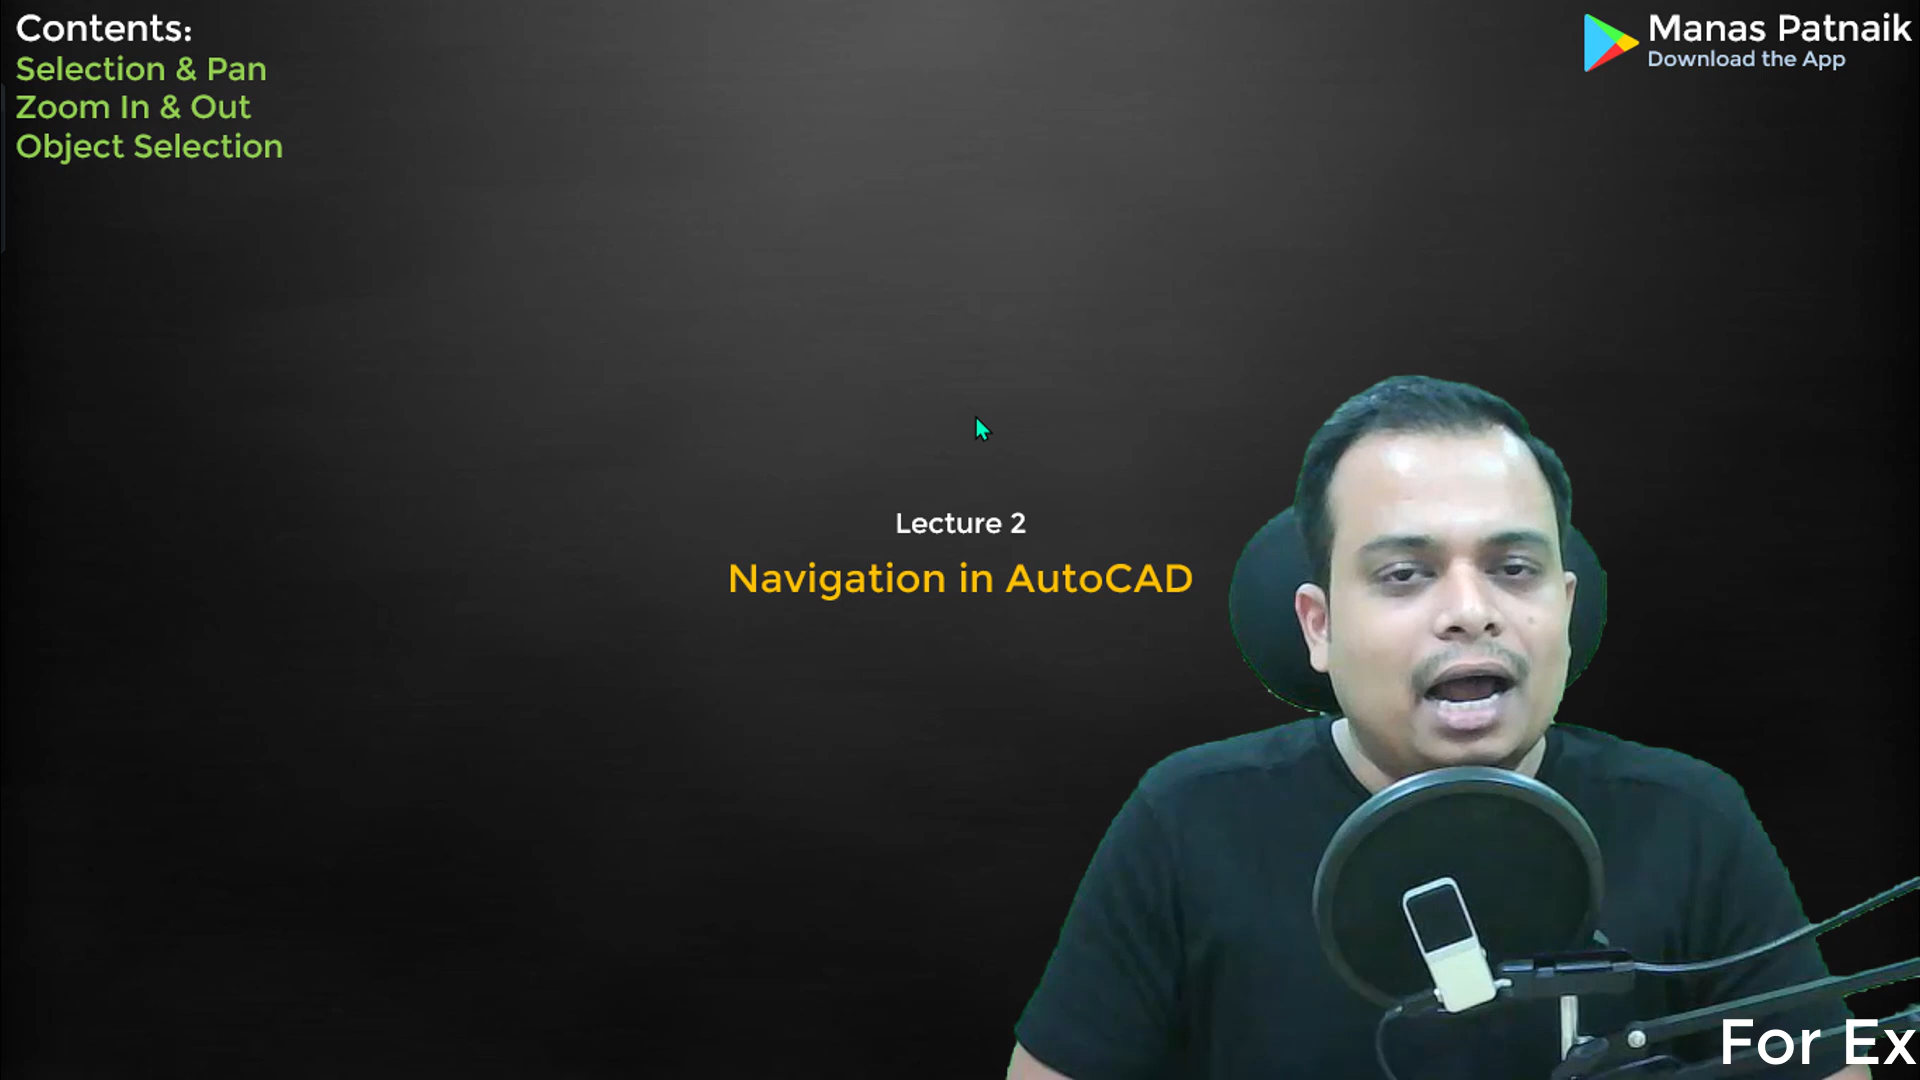 Contents:
Selection & Pan
Zoom In & Out
Object Selection
Manas Patnaik
Download the App
Lecture 2
Navigation in AutoCAD
For Ex